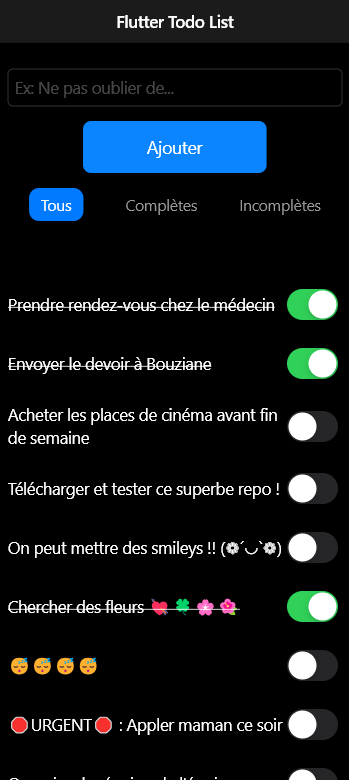 Flutter Todo List
Ex: Ne pas oublier de...
Ajouter
Tous Complètes Incomplètes
Prendre rendez-vous chez le médecin
Envoyer le devoir à Bouziane
Acheter les places de cinéma avant fin
de semaine
Télécharger et tester ce superbe repo !
On peut mettre des smileys !! (❁´◡`❁)
Chercher des fleurs 💘 🍀 🌸 🌺
😴 😴 😴 😴
🛑URGENT🛑 : Appler maman ce soir